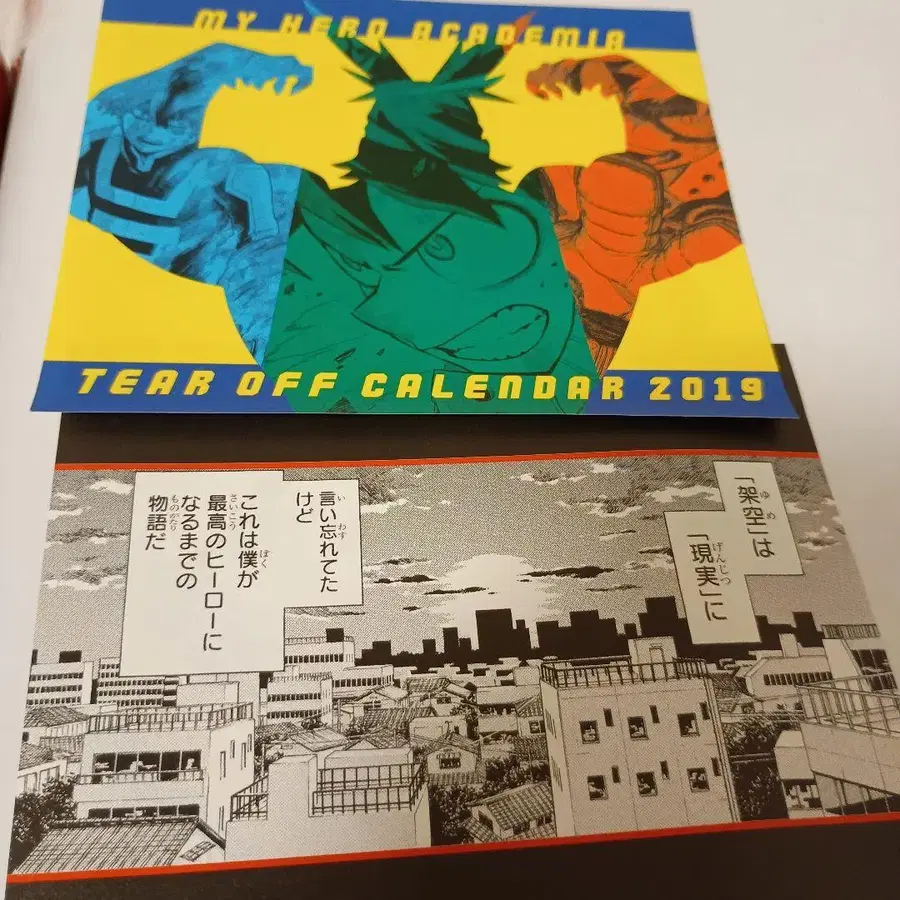 MY HERO ACADEMIA
TEAR OFF CALENDAR 2019
「架空」は
「現実」に
言い忘れてた
けど
これは僕が
最高のヒーローに
なるまでの
物語だ